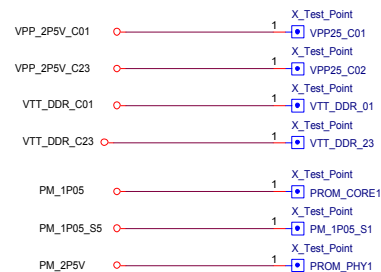 X_Test_Point
VPP_2P5V_C01 1 VPP25_C01
X_Test_Point
VPP_2P5V_C23 1 VPP25_C02
X_Test_Point
VTT_DDR_C01 1 VTT_DDR_01
X_Test_Point
VTT_DDR_C23 1 VTT_DDR_23
X_Test_Point
PM_1P05 1 PROM_CORE1
X_Test_Point
PM_1P05_S5 1 PM_1P05_S1
X_Test_Point
PM_2P5V 1 PROM_PHY1